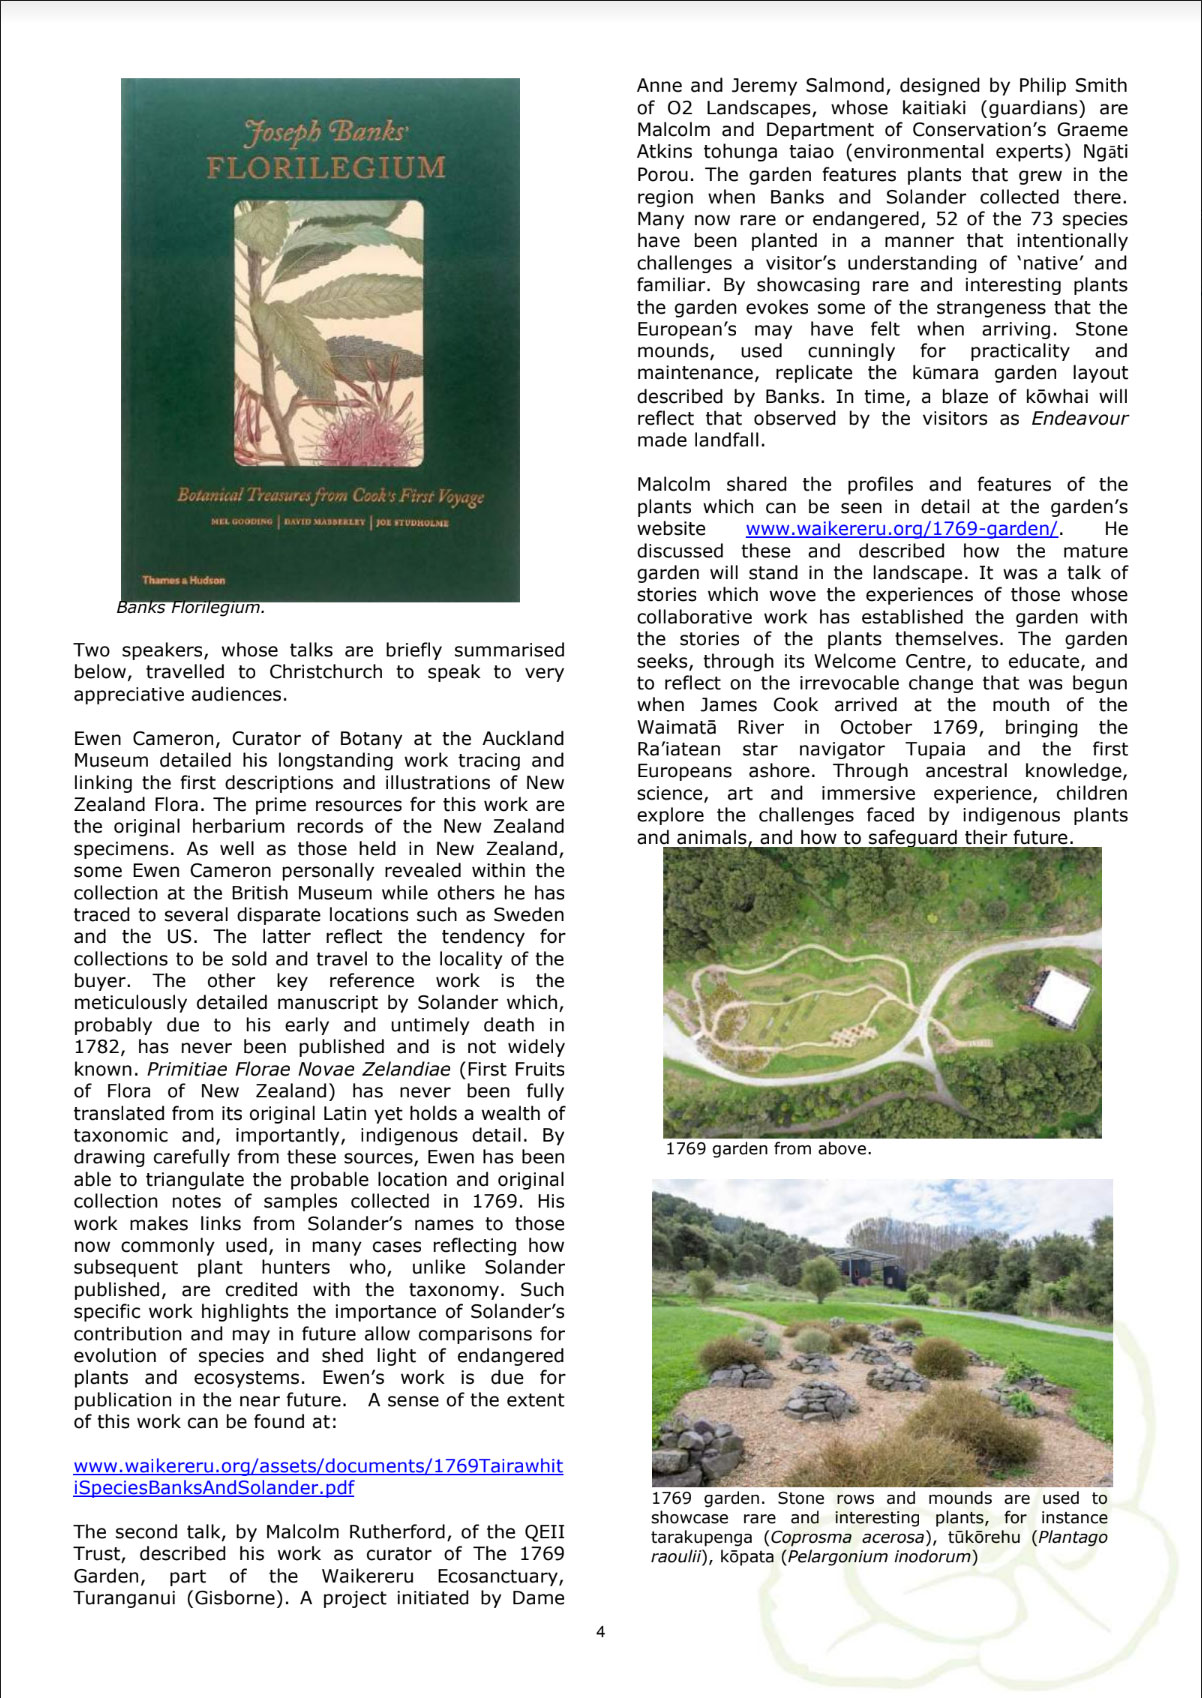 Joseph Banks'
FLORILEGIUM
Botanical Treasures from Cook's First Voyage
MEL GOODING | DAVID MABBERLEY | JOE STUDHOLME
Thames & Hudson
Banks Florilegium.
Two speakers, whose talks are briefly summarised
below, travelled to Christchurch to speak to very
appreciative audiences.
Ewen Cameron, Curator of Botany at the Auckland
Museum detailed his longstanding work tracing and
linking the first descriptions and illustrations of New
Zealand Flora. The prime resources for this work are
the original herbarium records of the New Zealand
specimens. As well as those held in New Zealand,
some Ewen Cameron personally revealed within the
collection at the British Museum while others he has
traced to several disparate locations such as Sweden
and the US. The latter reflect the tendency for
collections to be sold and travel to the locality of the
buyer. The other key reference work is the
meticulously detailed manuscript by Solander which,
probably due to his early and untimely death in
1782, has never been published and is not widely
known. Primitiae Florae Novae Zelandiae (First Fruits
of Flora of New Zealand) has never been fully
translated from its original Latin yet holds a wealth of
taxonomic and, importantly, indigenous detail. By
drawing carefully from these sources, Ewen has been
able to triangulate the probable location and original
collection notes of samples collected in 1769. His
work makes links from Solander's names to those
now commonly used, in many cases reflecting how
subsequent plant hunters who, unlike Solander
published, are credited with the taxonomy. Such
specific work highlights the importance of Solander's
contribution and may in future allow comparisons for
evolution of species and shed light of endangered
plants and ecosystems. Ewen's work is due for
publication in the near future. A sense of the extent
of this work can be found at:
www.waikereru.org/assets/documents/1769Tairawhit
iSpeciesBanksAndSolander.pdf
The second talk, by Malcolm Rutherford, of the QEII
Trust, described his work as curator of The 1769
Garden, part of the Waikereru Ecosanctuary,
Turanganui (Gisborne). A project initiated by Dame
Anne and Jeremy Salmond, designed by Philip Smith
of O2 Landscapes, whose kaitiaki (guardians) are
Malcolm and Department of Conservation's Graeme
Atkins tohunga taiao (environmental experts) Ngāti
Porou. The garden features plants that grew in the
region when Banks and Solander collected there.
Many now rare or endangered, 52 of the 73 species
have been planted in a manner that intentionally
challenges a visitor's understanding of 'native' and
familiar. By showcasing rare and interesting plants
the garden evokes some of the strangeness that the
European's may have felt when arriving. Stone
mounds, used cunningly for practicality and
maintenance, replicate the kūmara garden layout
described by Banks. In time, a blaze of kōwhai will
reflect that observed by the visitors as Endeavour
made landfall.
Malcolm shared the profiles and features of the
plants which can be seen in detail at the garden's
website www.waikereru.org/1769-garden/. He
discussed these and described how the mature
garden will stand in the landscape. It was a talk of
stories which wove the experiences of those whose
collaborative work has established the garden with
the stories of the plants themselves. The garden
seeks, through its Welcome Centre, to educate, and
to reflect on the irrevocable change that was begun
when James Cook arrived at the mouth of the
Waimatā River in October 1769, bringing the
Ra'iatean star navigator Tupaia and the first
Europeans ashore. Through ancestral knowledge,
science, art and immersive experience, children
explore the challenges faced by indigenous plants
and animals, and how to safeguard their future.
1769 garden from above.
1769 garden. Stone rows and mounds are used to
showcase rare and interesting plants, for instance
tarakupenga (Coprosma acerosa), tūkōrehu (Plantago
raoulii), kōpata (Pelargonium inodorum)
4